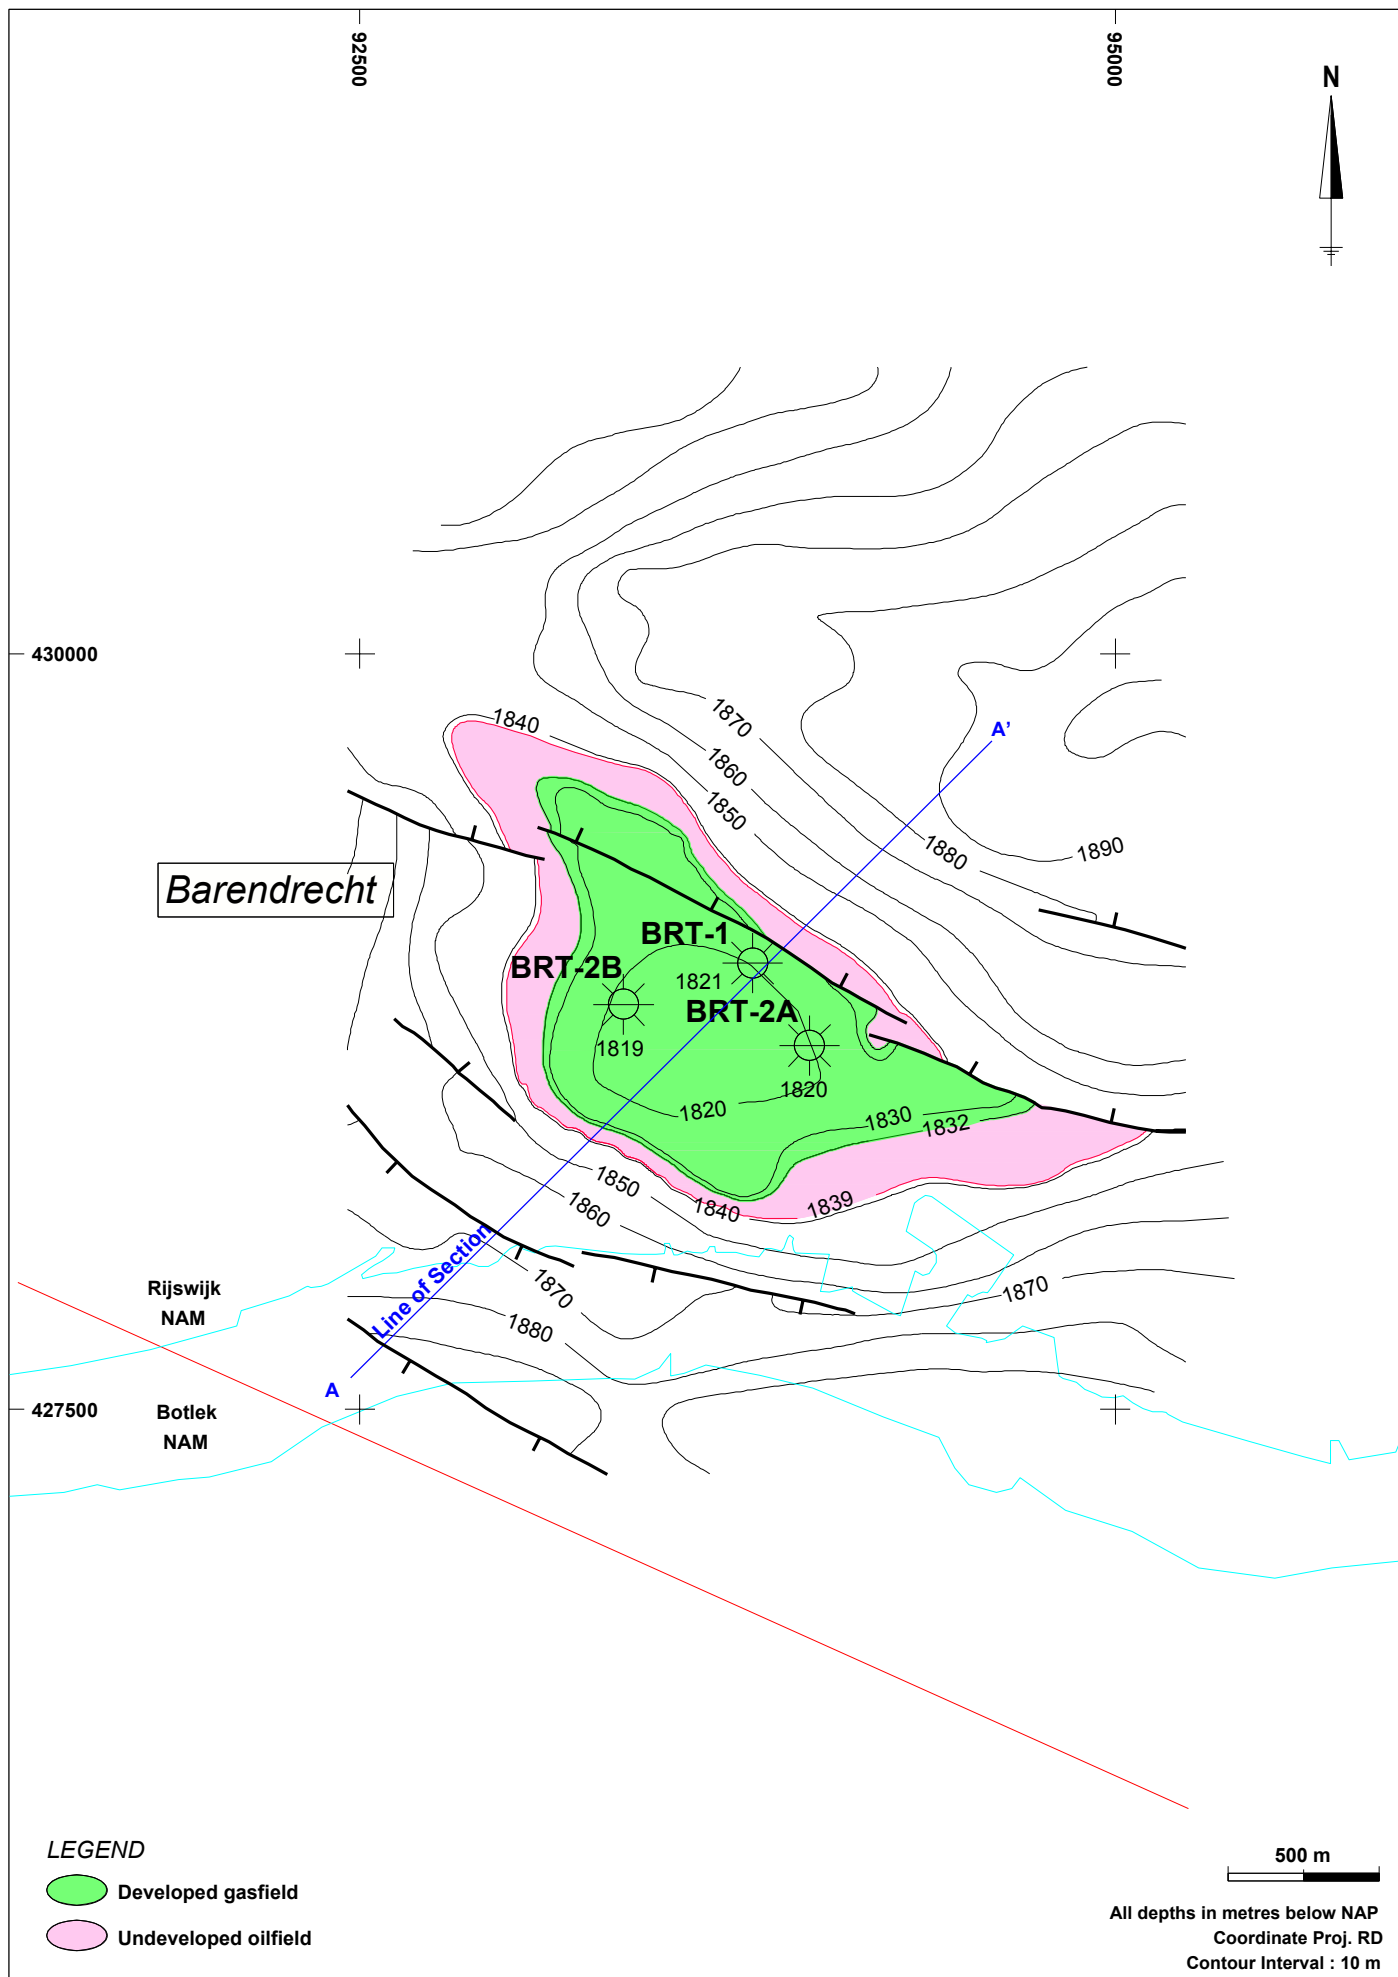 92500
95000
N
430000
1840
1870
1860
1850
A’
1880
1890
Barendrecht
BRT-1
BRT-2B
1821
BRT-2A
1819
1820
1820
1830
1832
1850
1860
1840
1839
Line of Section
1870
1870
1880
Rijswijk
NAM
A
427500
Botlek
NAM
LEGEND
Developed gasfield
Undeveloped oilfield
500 m
All depths in metres below NAP
Coordinate Proj. RD
Contour Interval : 10 m